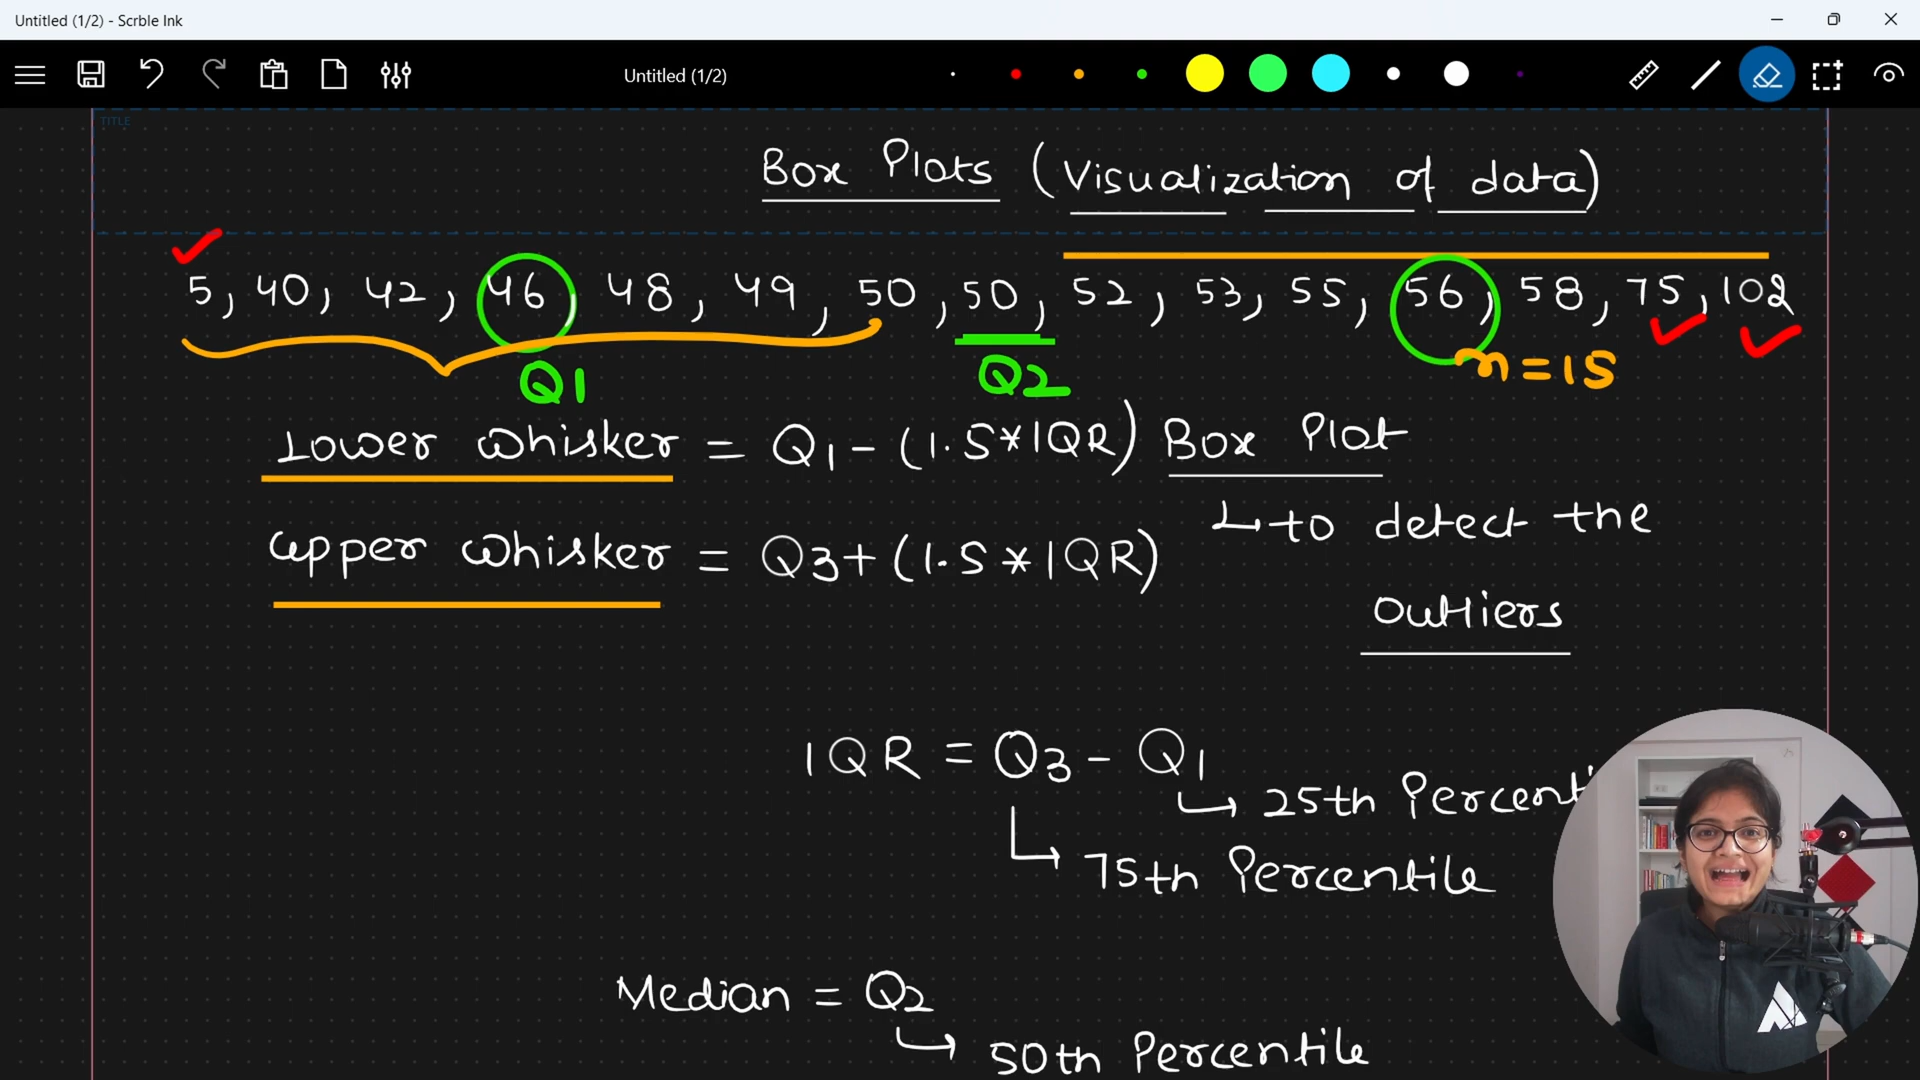 Untitled (1/2) - Scrble Ink
Untitled (1/2)
TITLE
Box Plots (Visualization of data)
5, 40, 42, 46, 48, 49, 50, 50, 52, 53, 55, 56, 58, 75, 102
Q1 Q2 n=15
Lower whisker = Q1 - (1.5*IQR) Box Plot
↳ to detect the
Upper whisker = Q3 + (1.5*IQR)
Outliers
IQR = Q3 - Q1
↳ 25th Percenti
↳ 75th Percentile
Median = Q2
↳ 50th Percentile